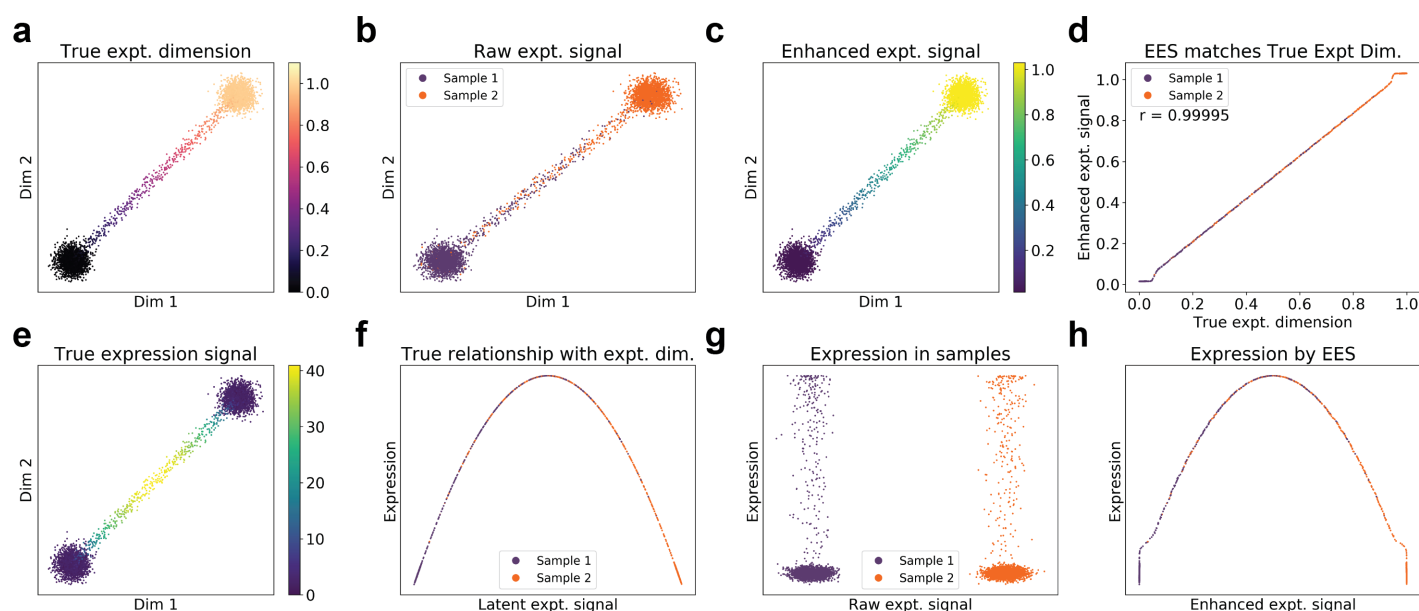 a
True expt. dimension
1.0
0.8
0.6
0.4
0.2
0.0
Dim 2
Dim 1
b
Raw expt. signal
Sample 1
Sample 2
Dim 2
Dim 1
c
Enhanced expt. signal
1.0
0.8
0.6
0.4
0.2
Dim 2
Dim 1
d
EES matches True Expt Dim.
Sample 1
Sample 2
r = 0.99995
Enhanced expt. signal
1.0
0.8
0.6
0.4
0.2
0.0
0.0 0.2 0.4 0.6 0.8 1.0
True expt. dimension
e
True expression signal
40
30
20
10
0
Dim 2
Dim 1
f
True relationship with expt. dim.
Expression
Sample 1
Sample 2
Latent expt. signal
g
Expression in samples
Expression
Sample 1
Sample 2
Raw expt. signal
h
Expression by EES
Expression
Enhanced expt. signal